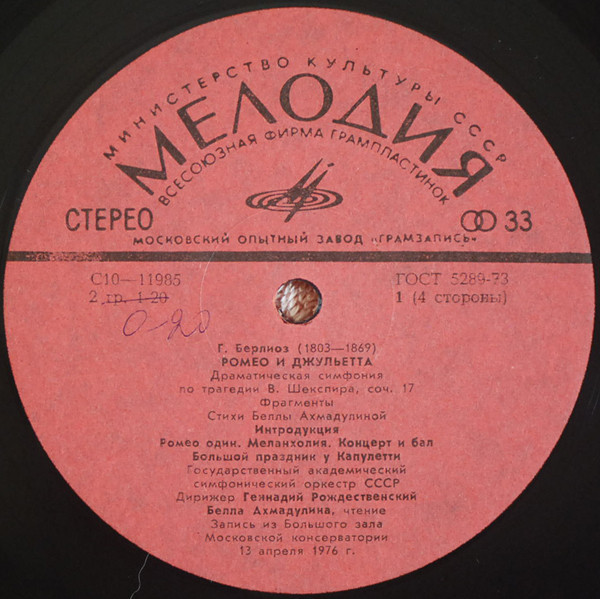 МИНИСТЕРСТВО КУЛЬТУРЫ СССР
МЕЛОДИЯ
ВСЕСОЮЗНАЯ ФИРМА ГРАМПЛАСТИНОК
СТЕРЕО 33
МОСКОВСКИЙ ОПЫТНЫЙ ЗАВОД «ГРАМЗАПИСЬ»
С10—11985 ГОСТ 5289-73
2 гр. 1-20 1 (4 стороны)
0-20
Г. Берлиоз (1803—1869)
РОМЕО И ДЖУЛЬЕТТА
Драматическая симфония
по трагедии В. Шекспира, соч. 17
Фрагменты
Стихи Беллы Ахмадулиной
Интродукция
Ромео один. Меланхолия. Концерт и бал
Большой праздник у Капулетти
Государственный академический
симфонический оркестр СССР
Дирижер Геннадий Рождественский
Белла Ахмадулина, чтение
Запись из Большого зала
Московской консерватории
13 апреля 1976 г.